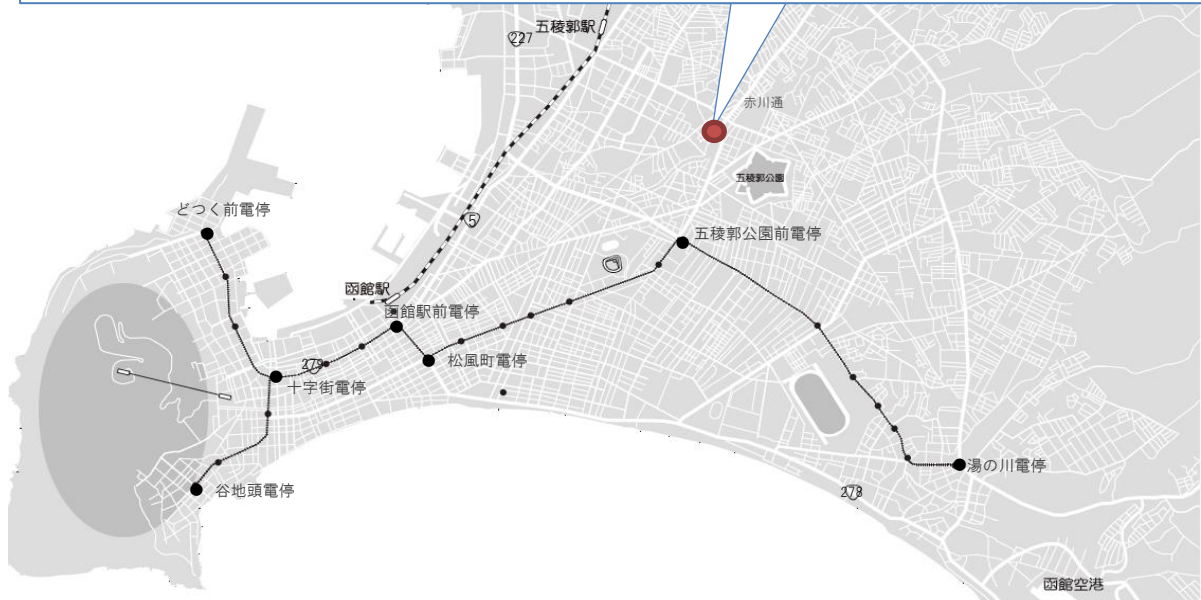 五稜郭駅
227
赤川通
五稜郭公園
どつく前電停
5
五稜郭公園前電停
函館駅
函館駅前電停
松風町電停
279
十字街電停
谷地頭電停
湯の川電停
278
函館空港